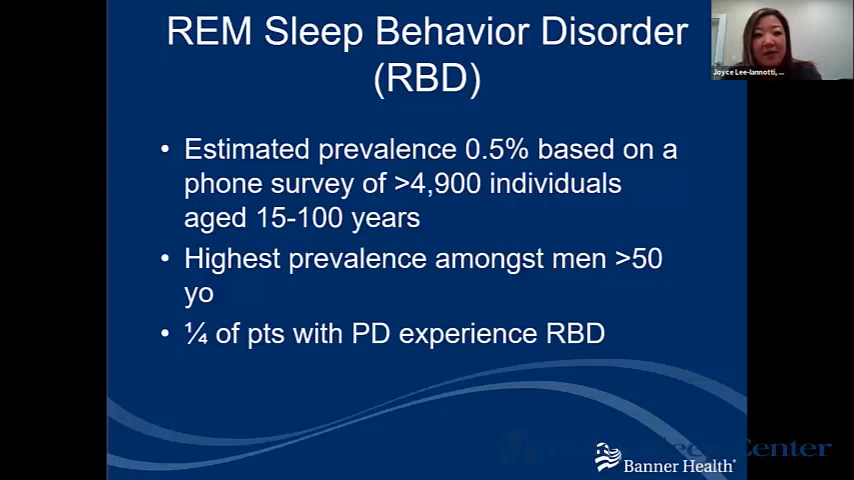 REM Sleep Behavior Disorder
(RBD)
Joyce Lee-Iannotti, ...
• Estimated prevalence 0.5% based on a
phone survey of >4,900 individuals
aged 15-100 years
• Highest prevalence amongst men >50
yo
• ¼ of pts with PD experience RBD
Center
Banner Health